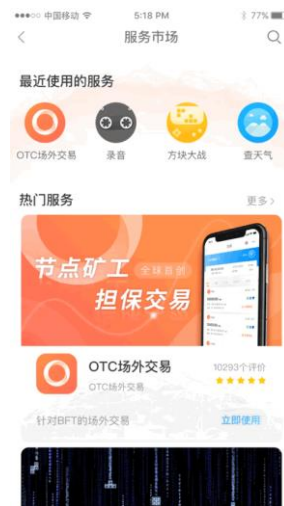 中国移动 5:18 PM 77%
服务市场
最近使用的服务
OTC场外交易 录音 方块大战 查天气
热门服务 更多>
节点矿工 全球首创
担保交易
OTC场外交易 10293个评价
OTC场外交易
针对BFT的场外交易 立即使用